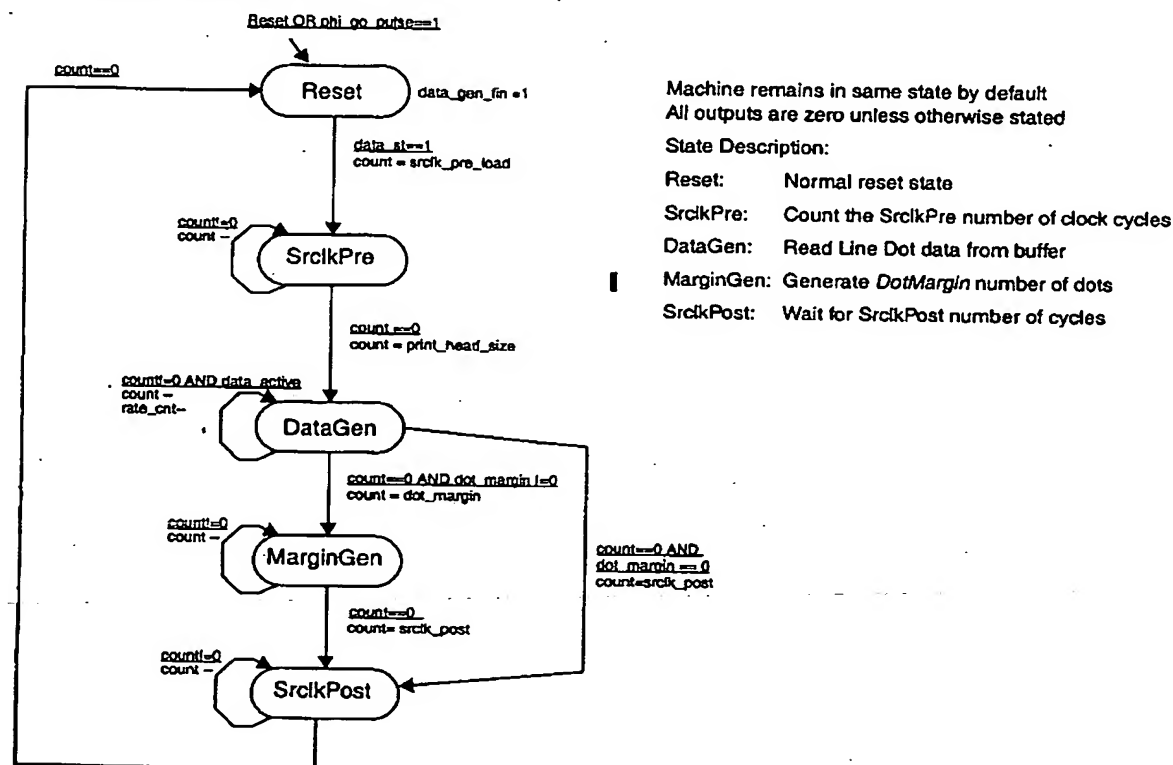 Reset OR phi_go_pulse==1
count==0
Reset
data_gen_fin =1
data_st==1
count = srclk_pre_load
count!=0
count --
SrclkPre
count ==0
count = print_head_size
count!=0 AND data_active
count --
rate_cnt--
DataGen
count==0 AND dot_margin !=0
count = dot_margin
count!=0
count --
MarginGen
count==0 AND
dot_margin == 0
count=srclk_post
count==0
count= srclk_post
count!=0
count --
SrclkPost
Machine remains in same state by default
All outputs are zero unless otherwise stated
State Description:
Reset: Normal reset state
SrclkPre: Count the SrclkPre number of clock cycles
DataGen: Read Line Dot data from buffer
MarginGen: Generate DotMargin number of dots
SrclkPost: Wait for SrclkPost number of cycles